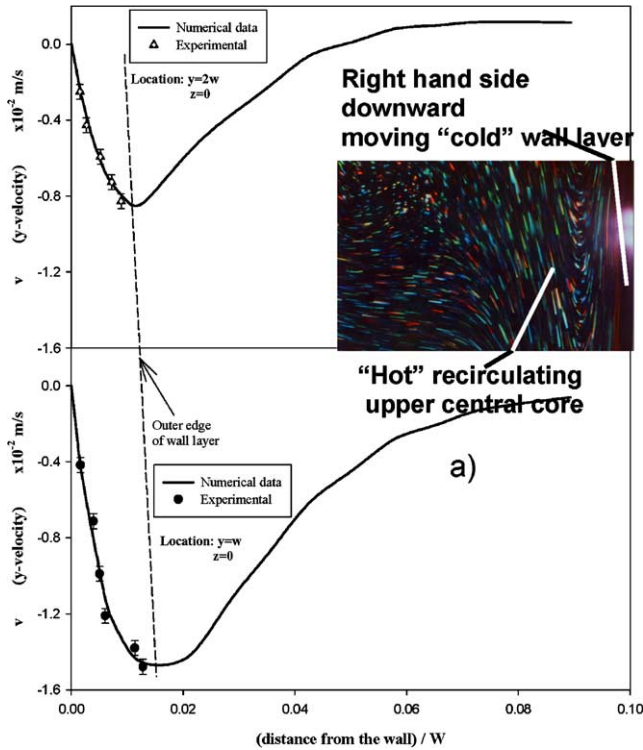 0.0
-0.4
-0.8
-1.2
-1.6
v (y-velocity) x10-2 m/s
Numerical data
Experimental
Location: y=2w
z=0
Right hand side
downward
moving “cold” wall layer
“Hot” recirculating
upper central core
a)
Outer edge
of wall layer
0.0
-0.4
-0.8
-1.2
-1.6
v (y-velocity) x10-2 m/s
Numerical data
Experimental
Location: y=w
z=0
0.00 0.02 0.04 0.06 0.08 0.10
(distance from the wall) / W